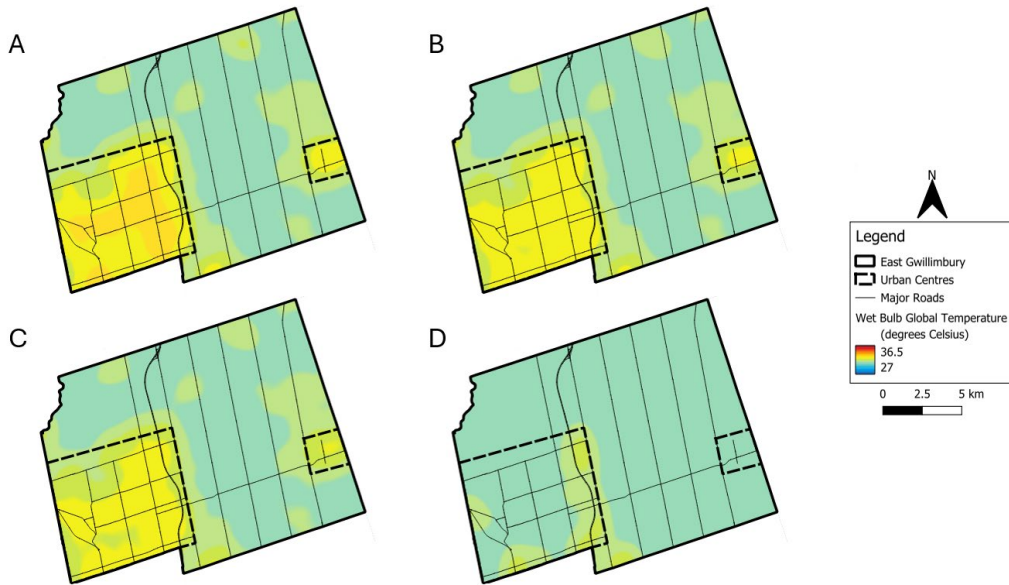 A
B
C
D
N
Legend
East Gwillimbury
Urban Centres
Major Roads
Wet Bulb Global Temperature
(degrees Celsius)
36.5
27
0 2.5 5 km